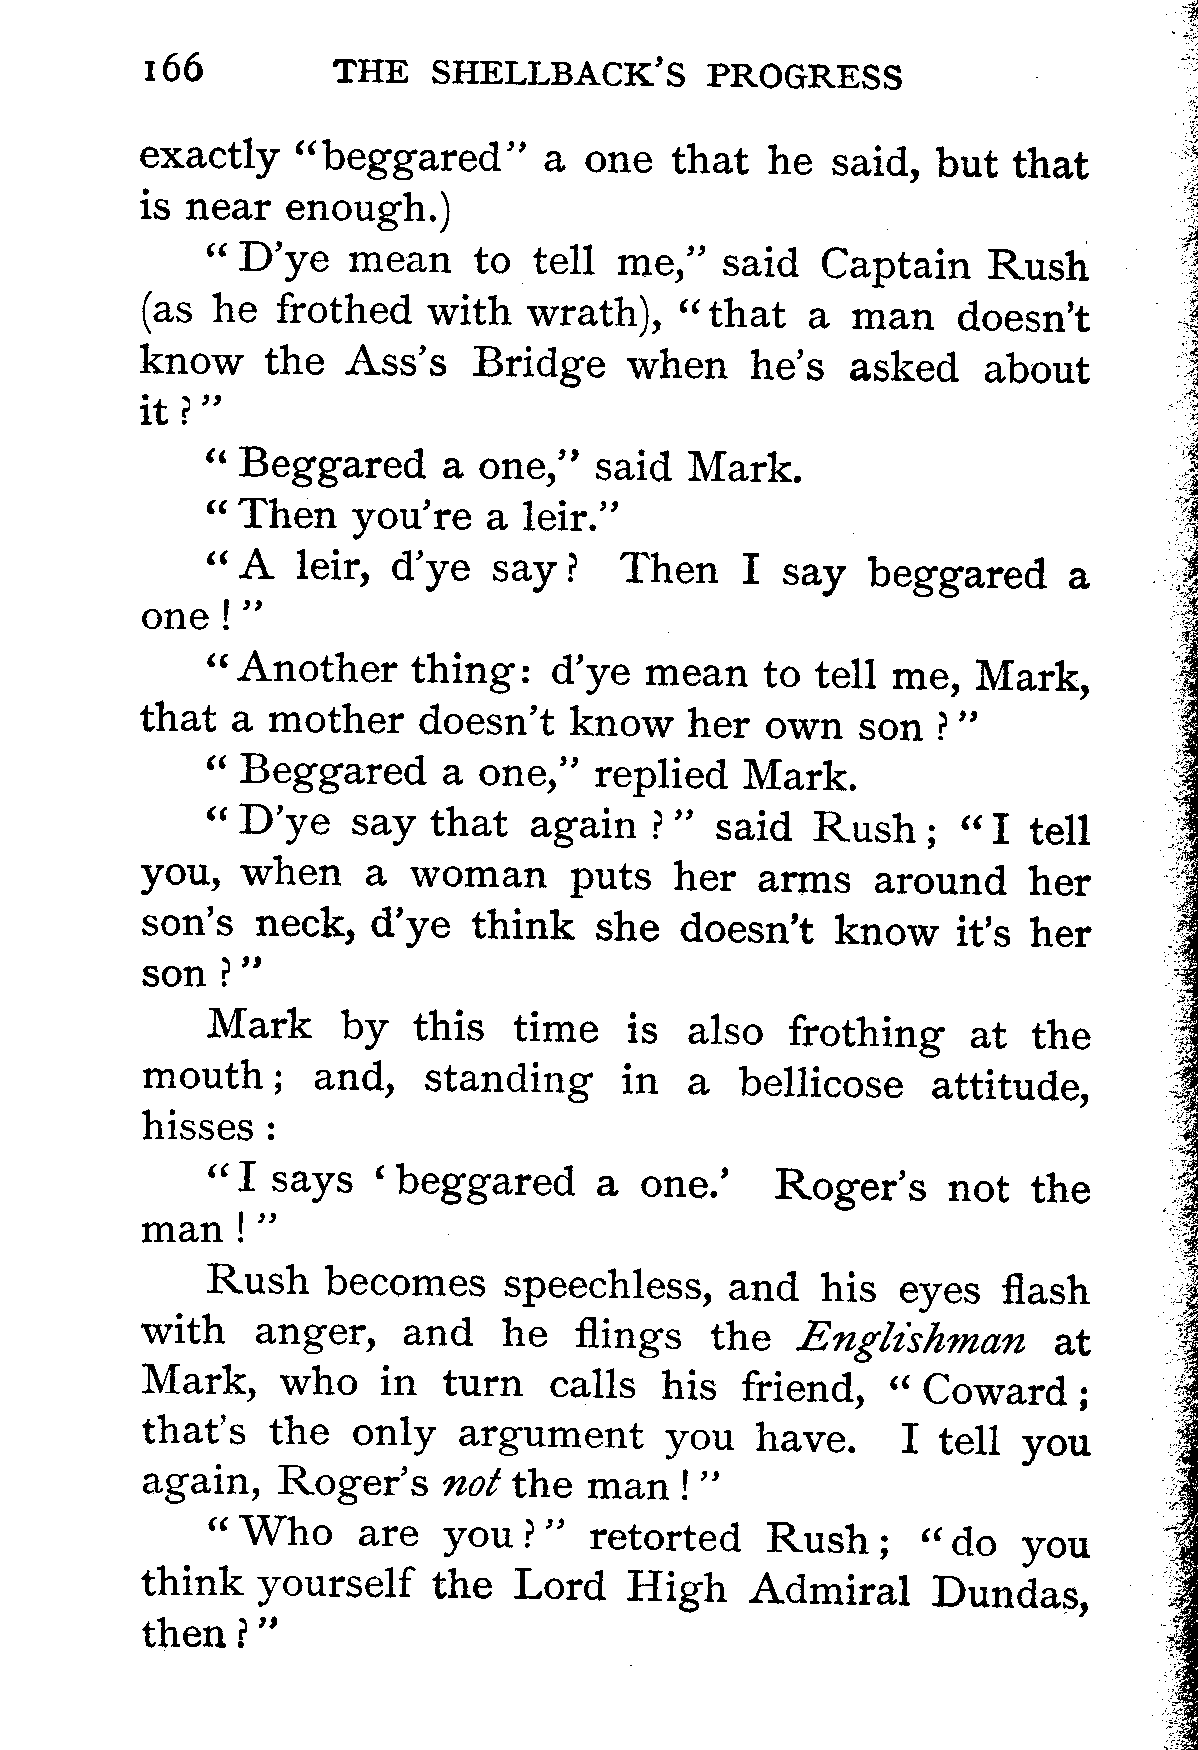 166 THE SHELLBACK'S PROGRESS
exactly "beggared" a one that he said, but that
is near enough.)
"D'ye mean to tell me," said Captain Rush
(as he frothed with wrath), "that a man doesn't
know the Ass's Bridge when he's asked about
it?"
"Beggared a one," said Mark.
"Then you're a leir."
"A leir, d'ye say? Then I say beggared a
one!"
"Another thing: d'ye mean to tell me, Mark,
that a mother doesn't know her own son?"
"Beggared a one," replied Mark.
"D'ye say that again?" said Rush; "I tell
you, when a woman puts her arms around her
son's neck, d'ye think she doesn't know it's her
son?"
Mark by this time is also frothing at the
mouth; and, standing in a bellicose attitude,
hisses:
"I says 'beggared a one.' Roger's not the
man!"
Rush becomes speechless, and his eyes flash
with anger, and he flings the Englishman at
Mark, who in turn calls his friend, "Coward;
that's the only argument you have. I tell you
again, Roger's not the man!"
"Who are you?" retorted Rush; "do you
think yourself the Lord High Admiral Dundas,
then?"